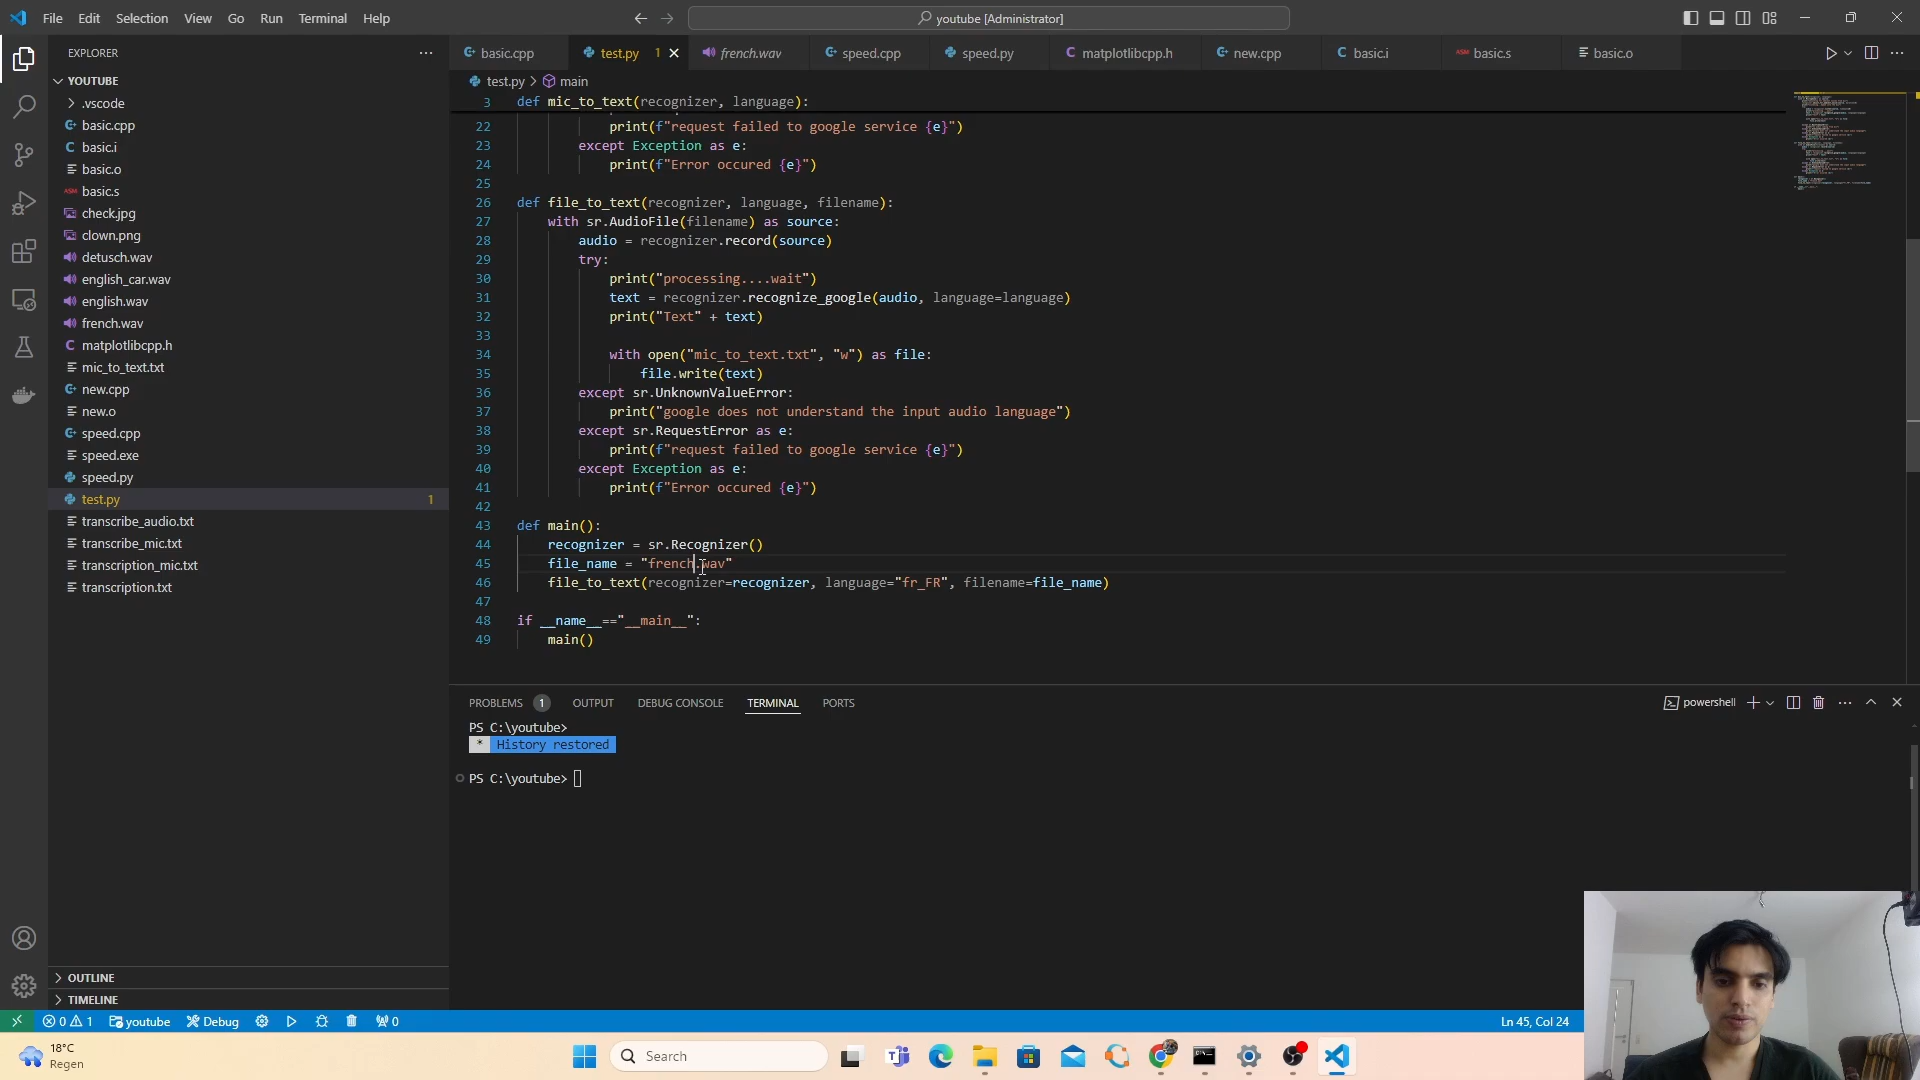 File Edit Selection View Go Run Terminal Help
youtube [Administrator]
EXPLORER
basic.cpp
test.py 1
french.wav
speed.cpp
speed.py
matplotlibcpp.h
new.cpp
basic.i
basic.s
basic.o
YOUTUBE
.vscode
basic.cpp
basic.i
basic.o
basic.s
check.jpg
clown.png
detusch.wav
english_car.wav
english.wav
french.wav
matplotlibcpp.h
mic_to_text.txt
new.cpp
new.o
speed.cpp
speed.exe
speed.py
test.py 1
transcribe_audio.txt
transcribe_mic.txt
transcription_mic.txt
transcription.txt
OUTLINE
TIMELINE
test.py > main
3 def mic_to_text(recognizer, language):
22 print(f"request failed to google service {e}")
23 except Exception as e:
24 print(f"Error occured {e}")
25
26 def file_to_text(recognizer, language, filename):
27 with sr.AudioFile(filename) as source:
28 audio = recognizer.record(source)
29 try:
30 print("processing....wait")
31 text = recognizer.recognize_google(audio, language=language)
32 print("Text" + text)
33
34 with open("mic_to_text.txt", "w") as file:
35 file.write(text)
36 except sr.UnknownValueError:
37 print("google does not understand the input audio language")
38 except sr.RequestError as e:
39 print(f"request failed to google service {e}")
40 except Exception as e:
41 print(f"Error occured {e}")
42
43 def main():
44 recognizer = sr.Recognizer()
45 file_name = "french.wav"
46 file_to_text(recognizer=recognizer, language="fr_FR", filename=file_name)
47
48 if __name__=="__main__":
49 main()
PROBLEMS 1 OUTPUT DEBUG CONSOLE TERMINAL PORTS
powershell
PS C:\youtube>
* History restored
PS C:\youtube>
0 1 youtube Debug 0
Ln 45, Col 24
18°C
Regen
Search